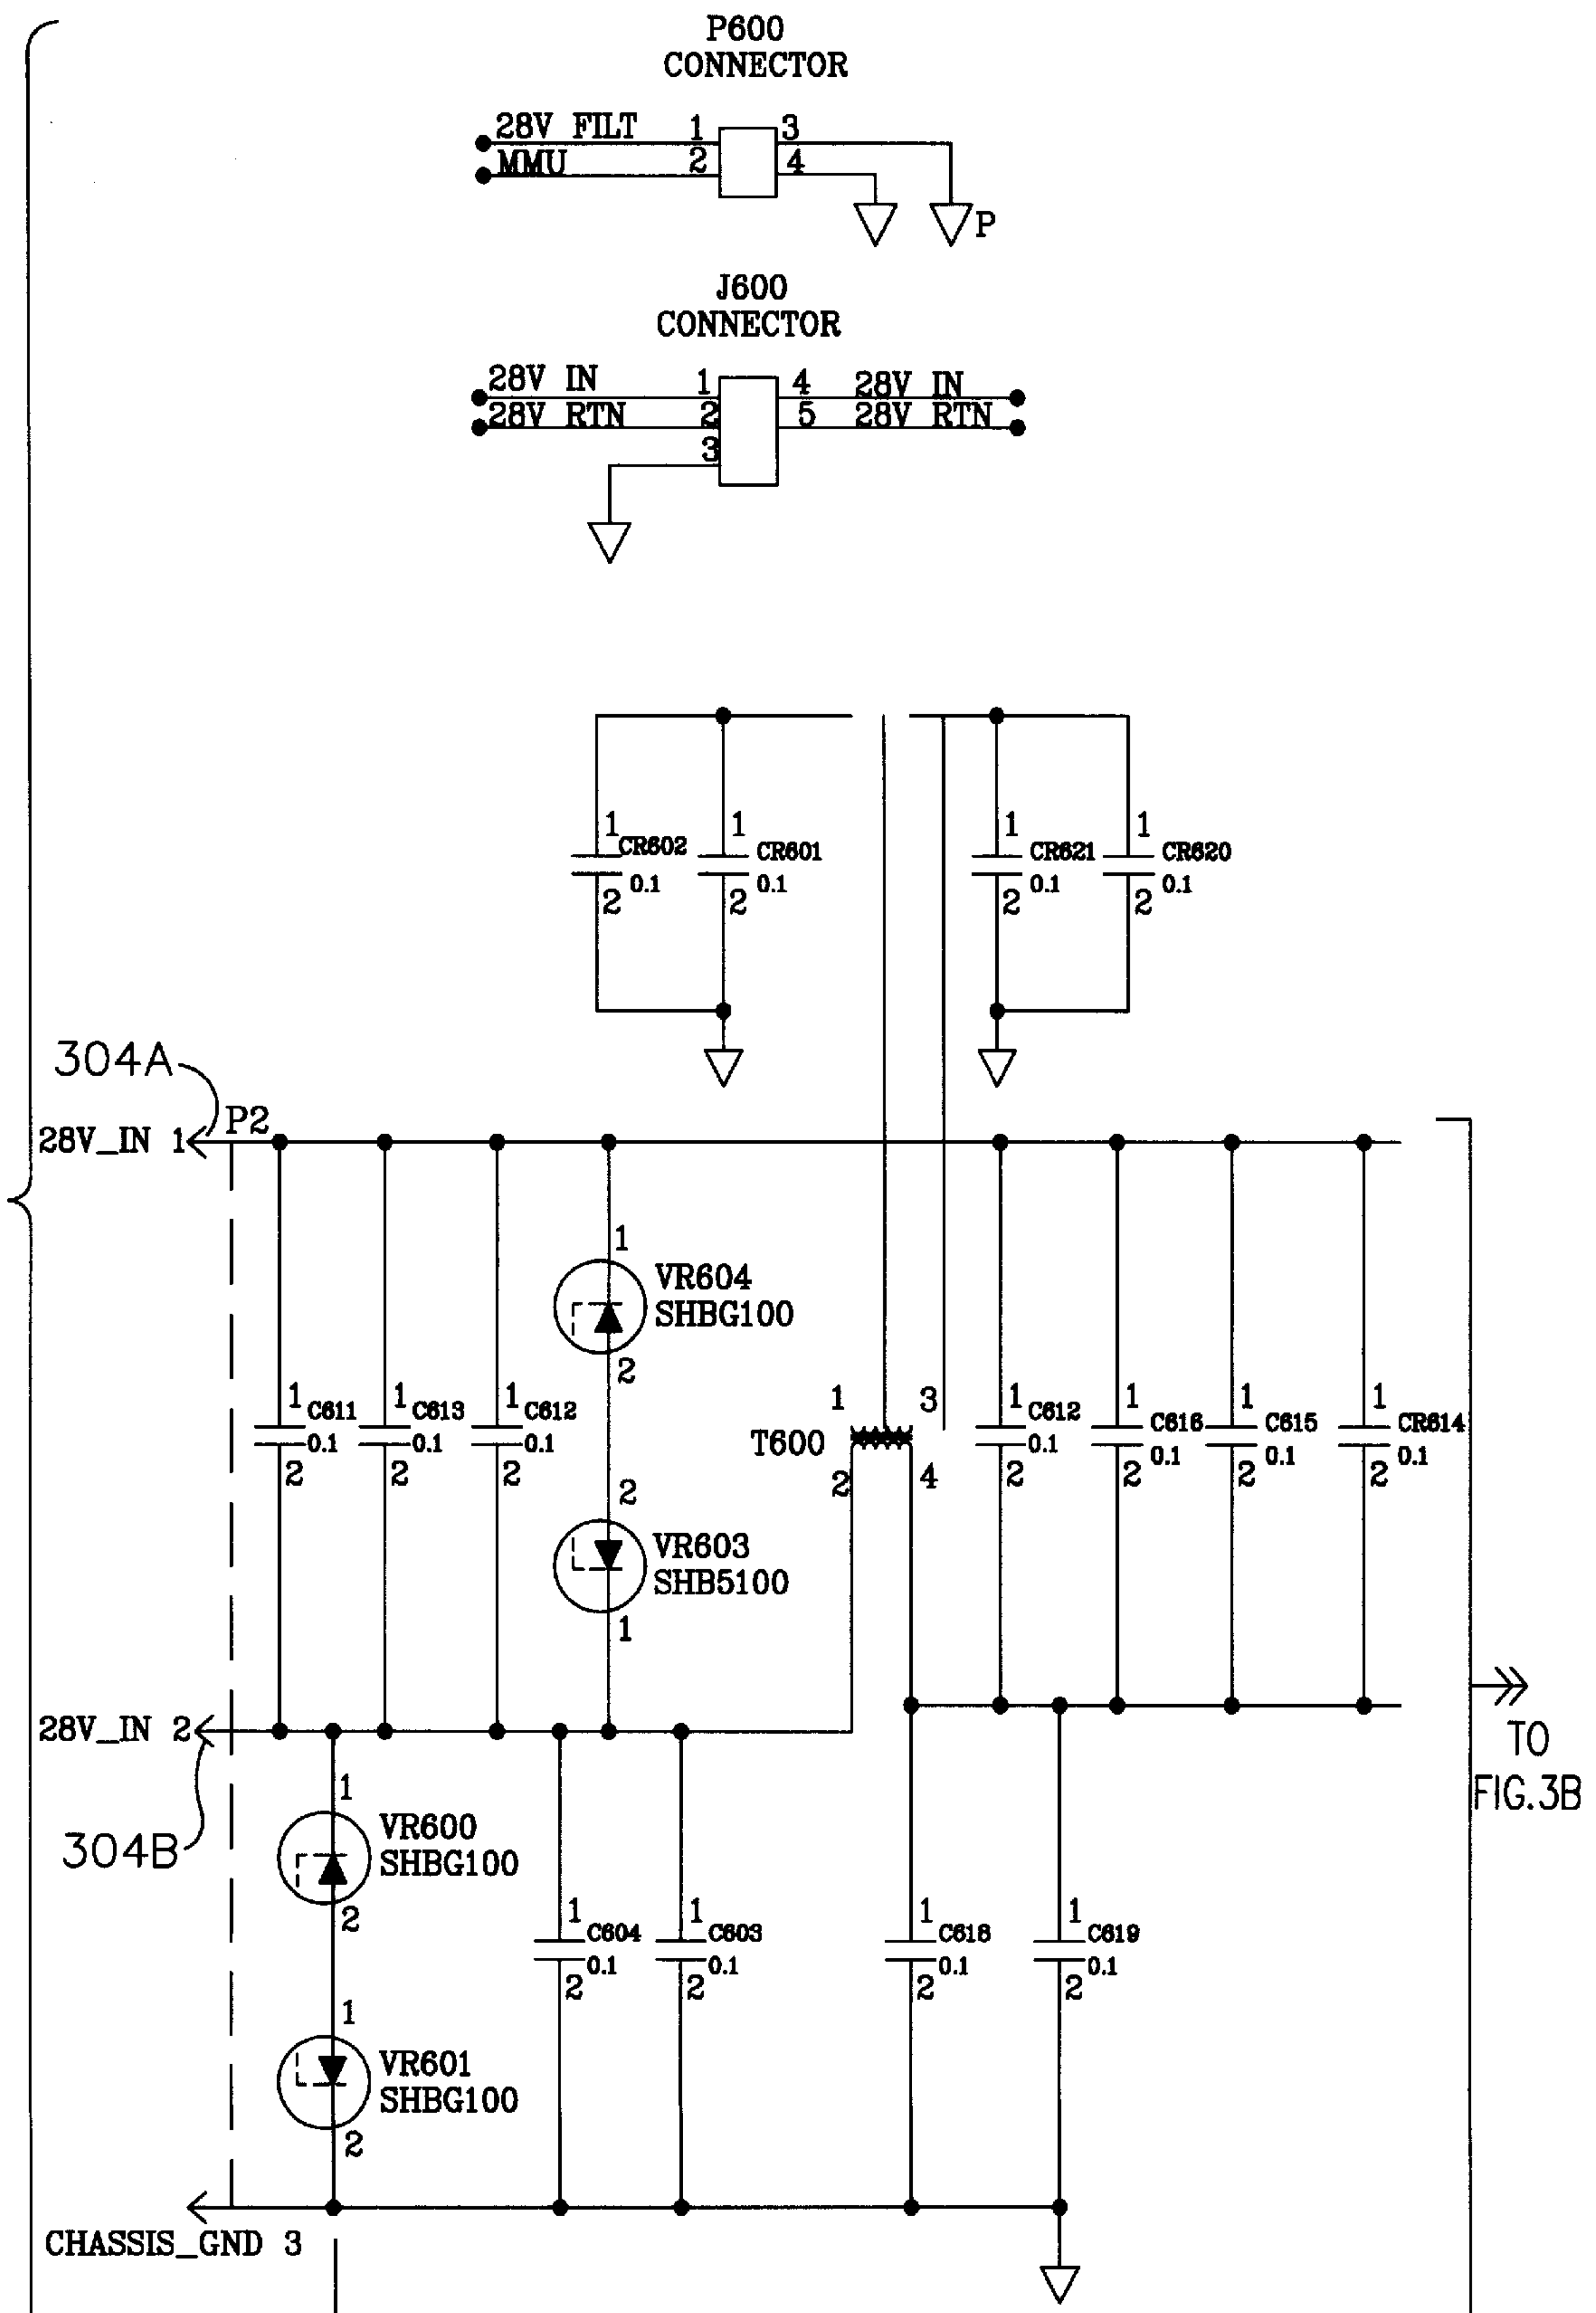 P600
CONNECTOR
28V FILT 1 3
MMU 2 4
P
J600
CONNECTOR
28V IN 1 4 28V IN
28V RTN 2 5 28V RTN
3
1 1 1 1
CR602 CR601 CR621 CR620
0.1 0.1 0.1 0.1
2 2 2 2
304A
P2
28V_IN 1
1
VR604
SHBG100
2
1 1 1 1 3 1 1 1 1
C611 C613 C612 C612 C616 C615 CR614
0.1 0.1 0.1 T600 0.1 0.1 0.1 0.1
2 2 2 2 4 2 2 2 2
2
VR603
SHB5100
1
28V_IN 2
TO
FIG.3B
304B
1
VR600
SHBG100
2
1 1 1 1
C604 C603 C618 C619
0.1 0.1 0.1 0.1
2 2 2 2
1
VR601
SHBG100
2
CHASSIS_GND 3